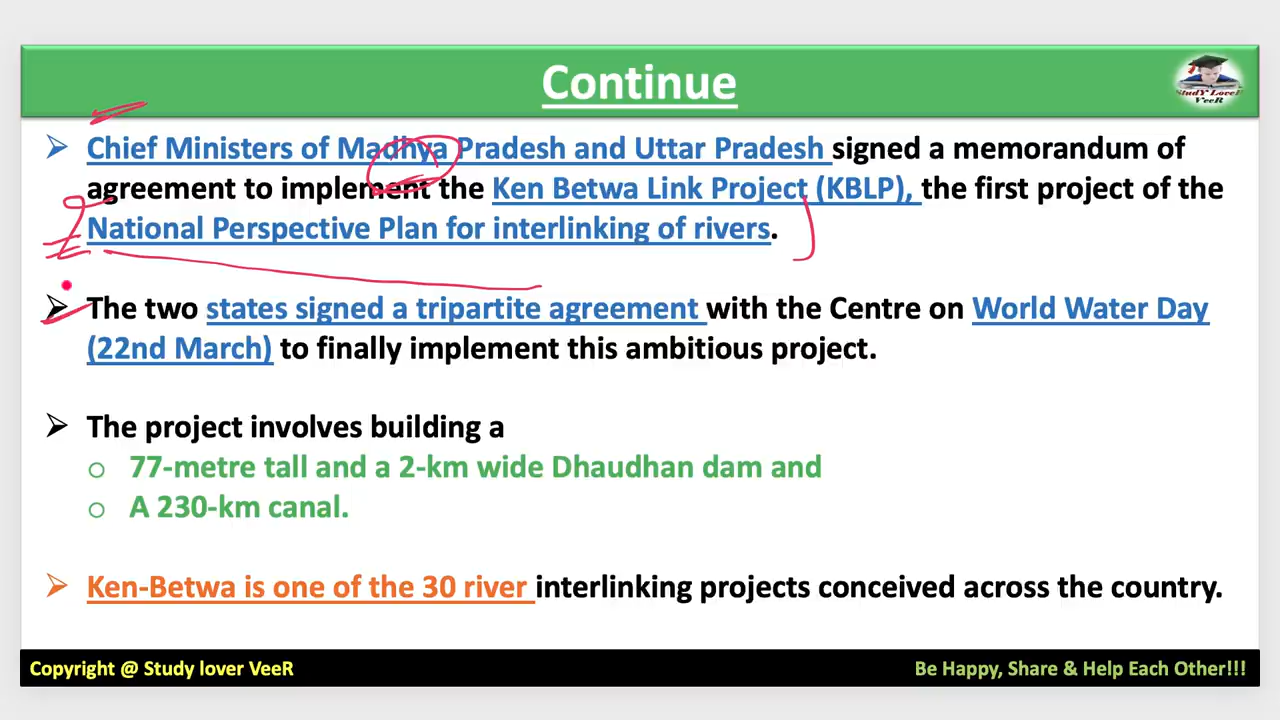 Continue
StudY LoveR
VeeR
➢ Chief Ministers of Madhya Pradesh and Uttar Pradesh signed a memorandum of
agreement to implement the Ken Betwa Link Project (KBLP), the first project of the
National Perspective Plan for interlinking of rivers.
➢ The two states signed a tripartite agreement with the Centre on World Water Day
(22nd March) to finally implement this ambitious project.
➢ The project involves building a
o 77-metre tall and a 2-km wide Dhaudhan dam and
o A 230-km canal.
➢ Ken-Betwa is one of the 30 river interlinking projects conceived across the country.
Copyright @ Study lover VeeR
Be Happy, Share & Help Each Other!!!